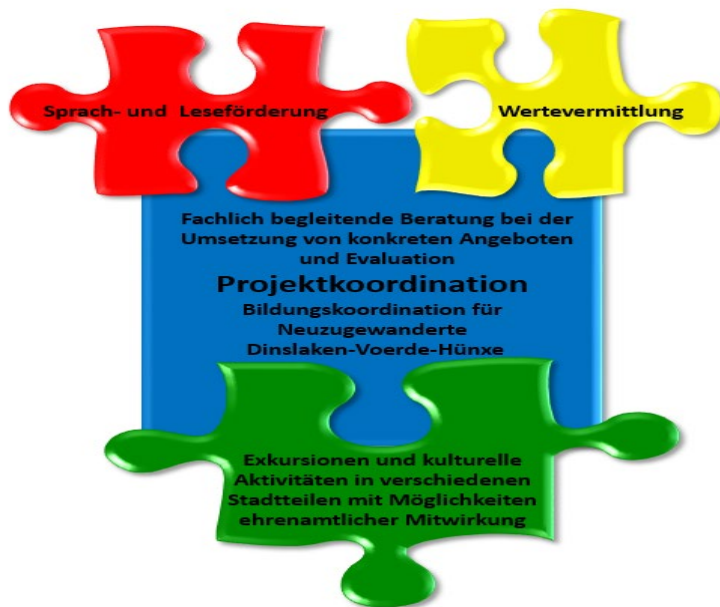 Sprach- und Leseförderung
Wertevermittlung
Fachlich begleitende Beratung bei der
Umsetzung von konkreten Angeboten
und Evaluation
Projektkoordination
Bildungskoordination für
Neuzugewanderte
Dinslaken-Voerde-Hünxe
Exkursionen und kulturelle
Aktivitäten in verschiedenen
Stadtteilen mit Möglichkeiten
ehrenamtlicher Mitwirkung